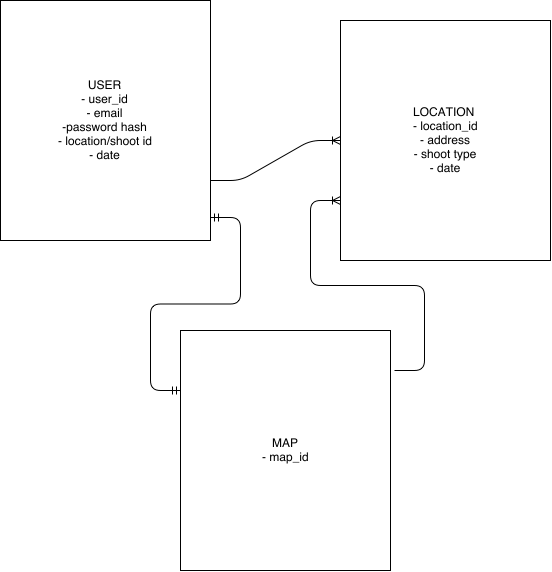 USER
- user_id
- email
-password hash
- location/shoot id
- date
LOCATION
- location_id
- address
- shoot type
- date
MAP
- map_id